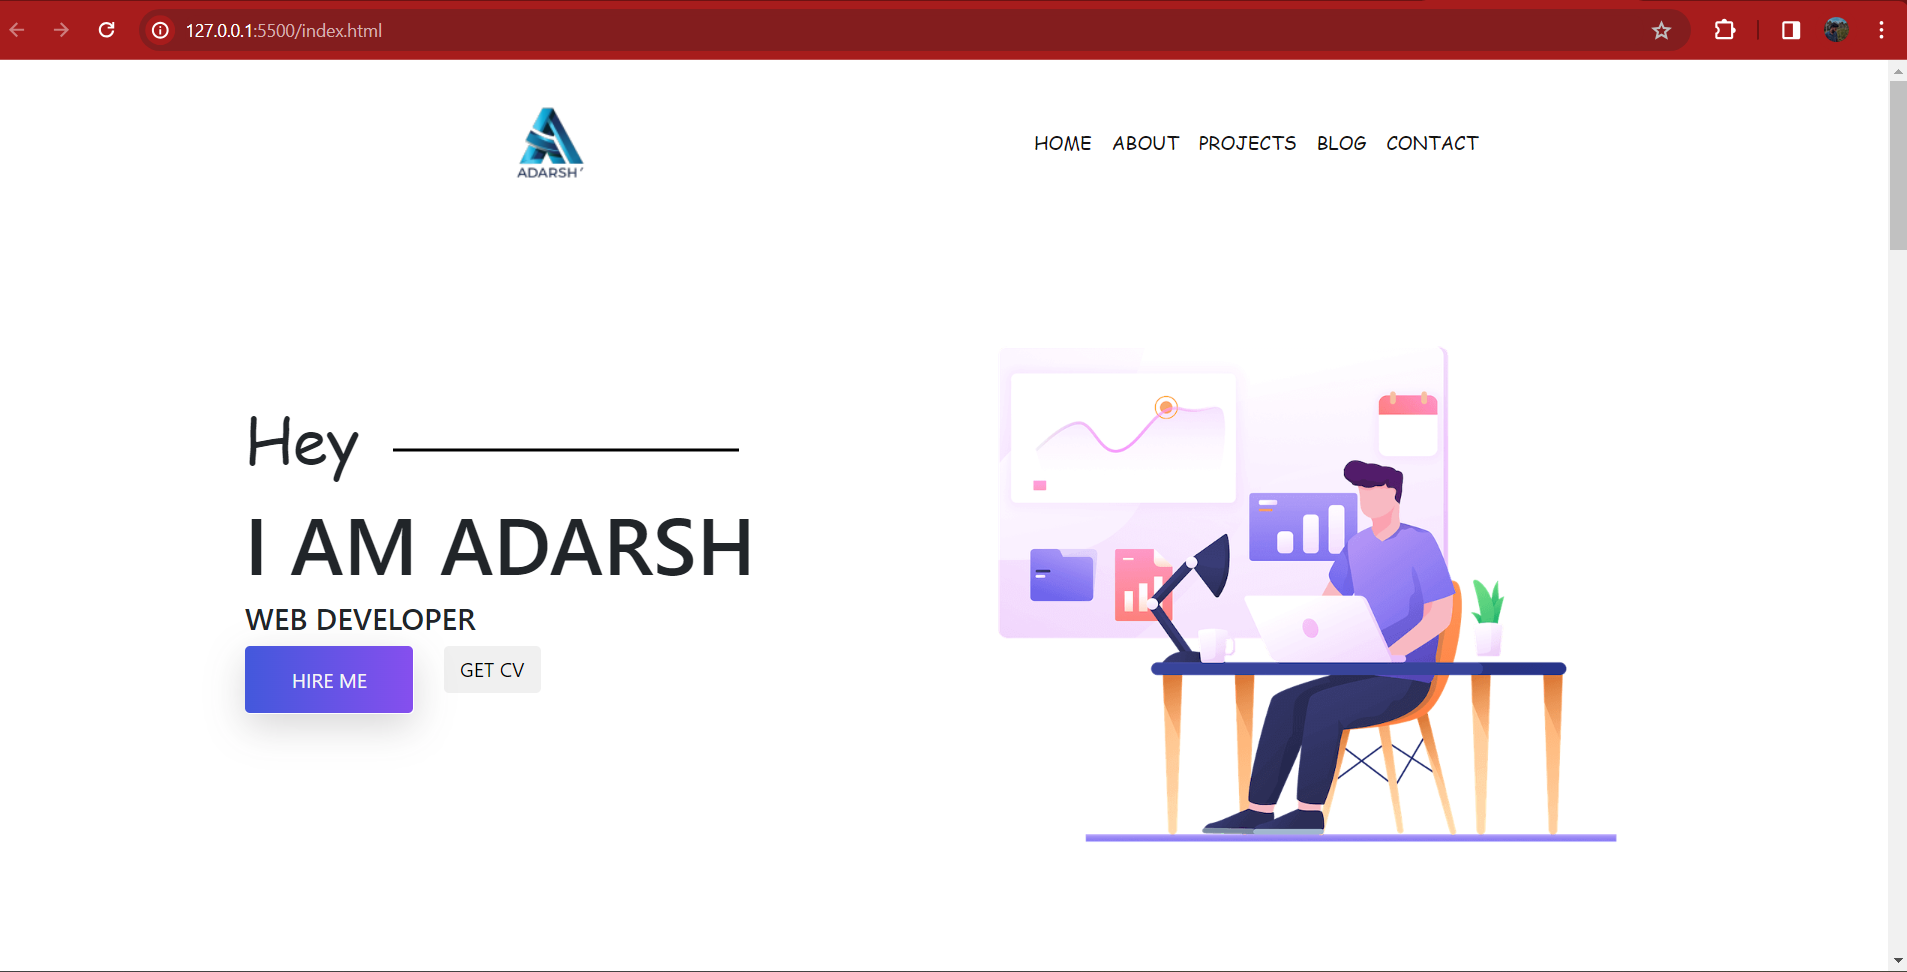 127.0.0.1:5500/index.html
ADARSH'
HOME ABOUT PROJECTS BLOG CONTACT
Hey
I AM ADARSH
WEB DEVELOPER
HIRE ME GET CV